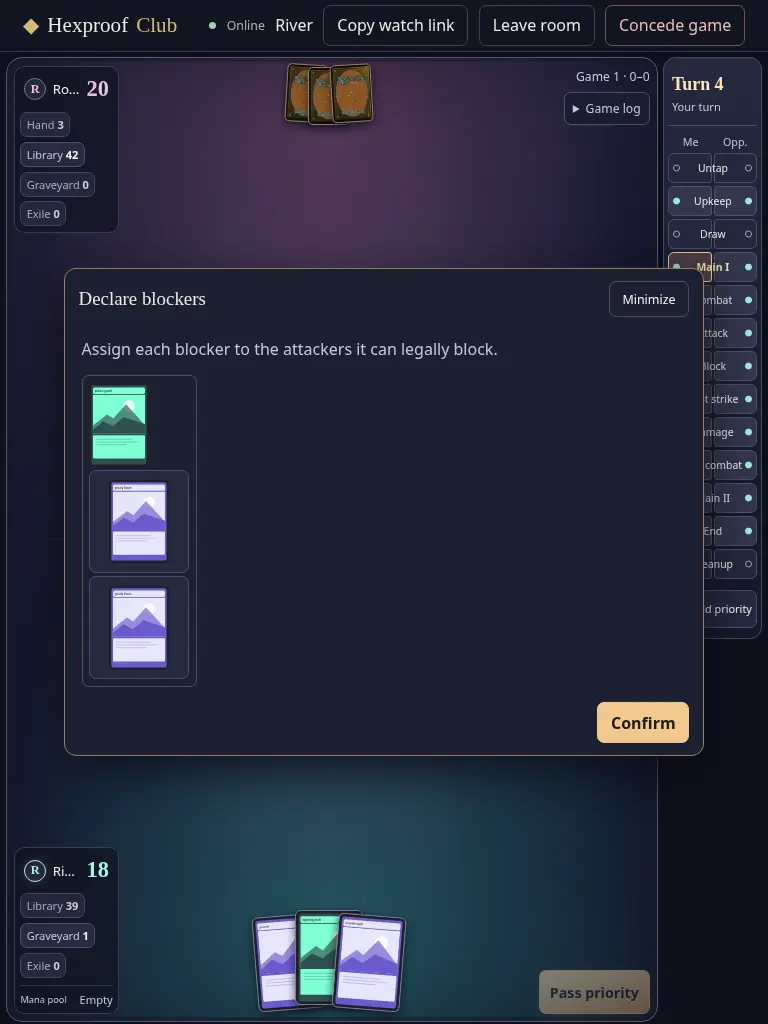 Hexproof Club
Online
River
Copy watch link
Leave room
Concede game
R
Ro...
20
Hand 3
Library 42
Graveyard 0
Exile 0
Game 1 · 0–0
Game log
Turn 4
Your turn
Me
Opp.
Untap
Upkeep
Draw
Main I
ombat
ttack
lock
t strike
mage
combat
ain II
End
eanup
d priority
Declare blockers
Minimize
Assign each blocker to the attackers it can legally block.
Confirm
R
Ri...
18
Library 39
Graveyard 1
Exile 0
Mana pool
Empty
Pass priority